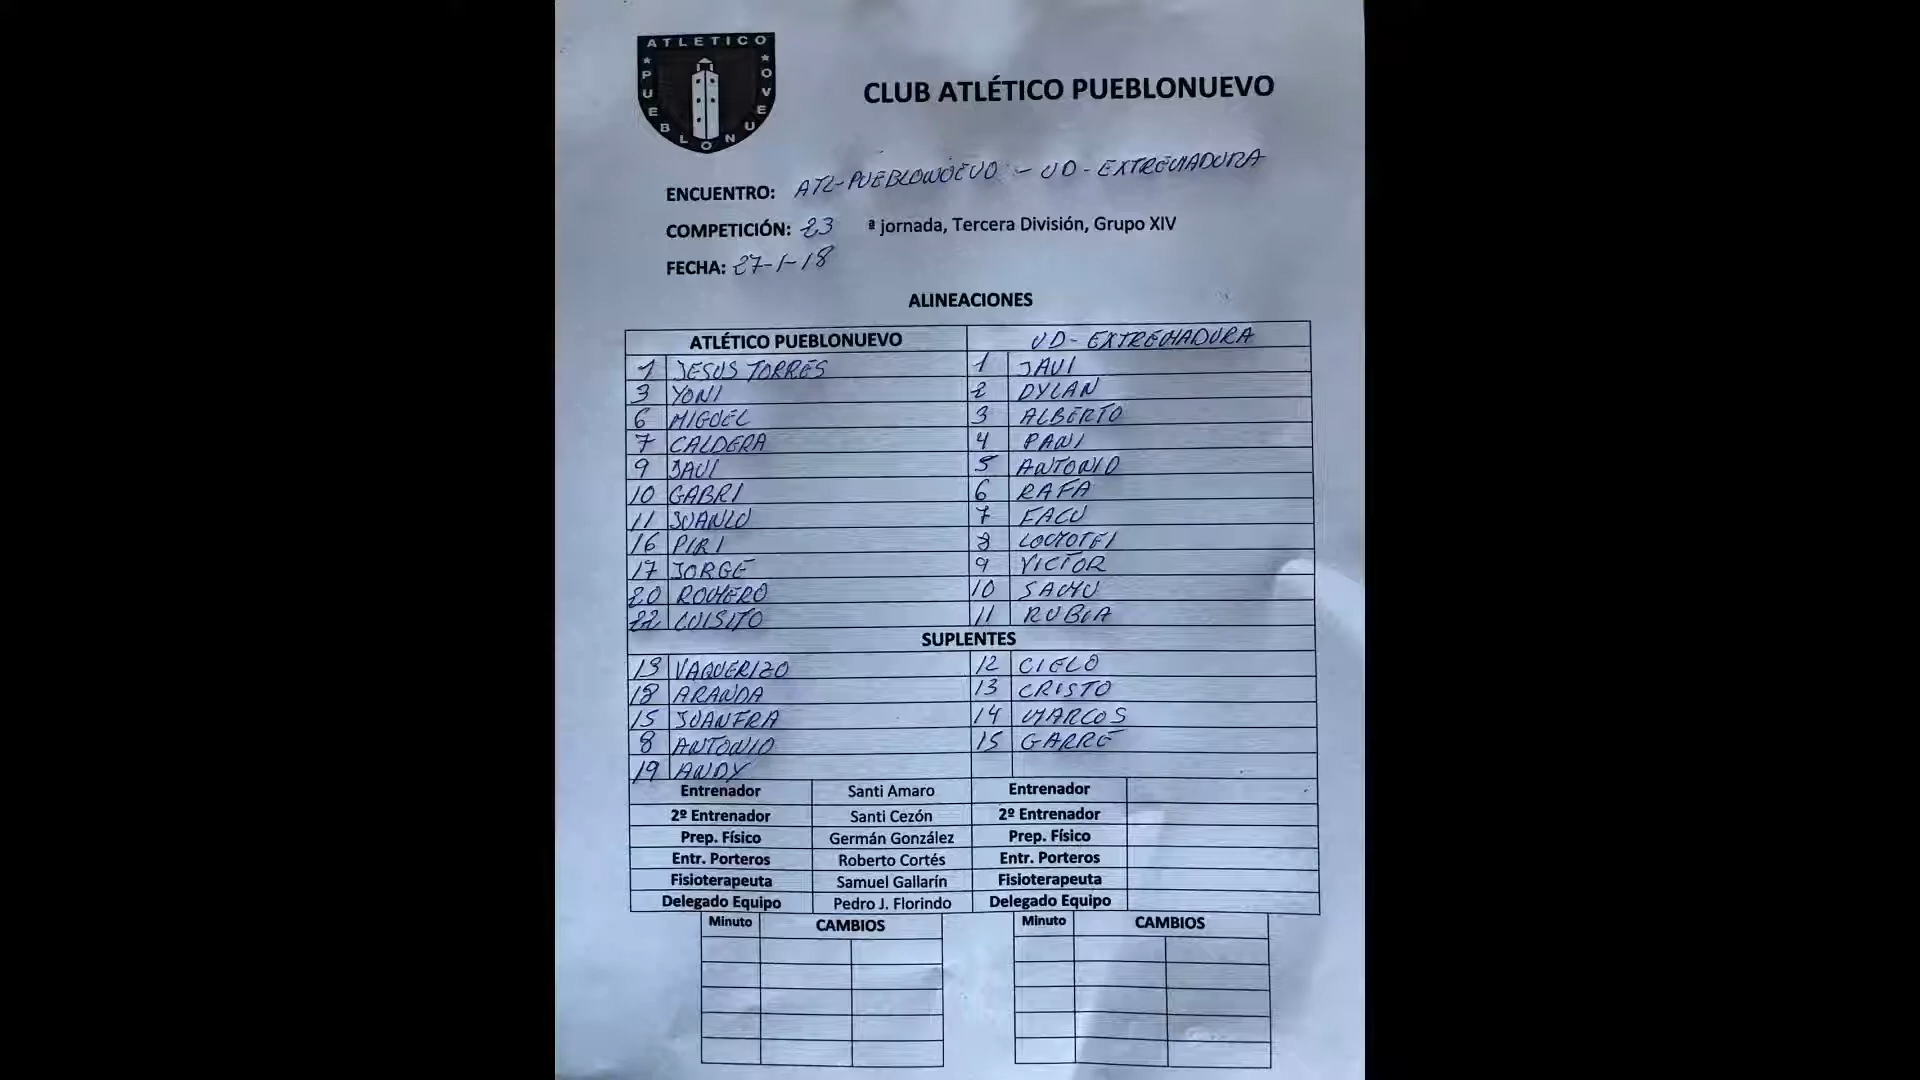 ATLETICO
PUEBLONUEVO
CLUB ATLÉTICO PUEBLONUEVO
ENCUENTRO: ATL-PUEBLONUEVO - UD-EXTREMADURA
COMPETICIÓN: 23 ª jornada, Tercera División, Grupo XIV
FECHA: 27-1-18
ALINEACIONES
ATLÉTICO PUEBLONUEVO UD-EXTREMADURA
1 JESUS TORRES 1 JAVI
3 YONI 2 DYLAN
6 MIGUEL 3 ALBERTO
7 CALDERA 4 PANI
9 JAVI 5 ANTONIO
10 GABRI 6 RAFA
11 JUANLU 7 FACU
16 PIRI 8
17 JORGE 9 VICTOR
20 ROMERO 10 SAMU
22 LUISITO 11
SUPLENTES
13 VAQUERIZO 12 CIELO
18 ARANDA 13 CRISTO
15 JUANFRA 14 MARCOS
8 ANTONIO 15 GARRE
19 ANDY
Entrenador Santi Amaro Entrenador
2º Entrenador Santi Cezón 2º Entrenador
Prep. Físico Germán González Prep. Físico
Entr. Porteros Roberto Cortés Entr. Porteros
Fisioterapeuta Samuel Gallarín Fisioterapeuta
Delegado Equipo Pedro J. Florindo Delegado Equipo
Minuto CAMBIOS Minuto CAMBIOS